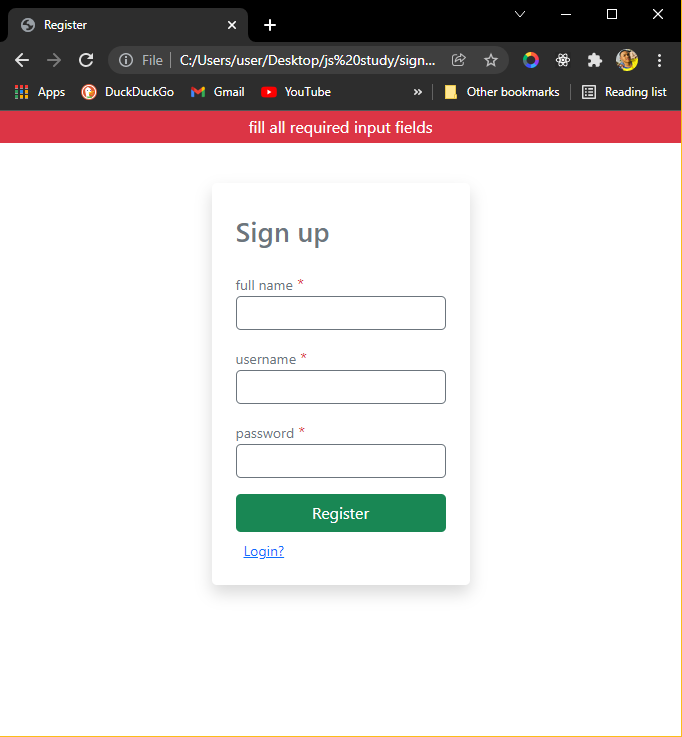 Register
File | C:/Users/user/Desktop/js%20study/sign...
Apps DuckDuckGo Gmail YouTube » Other bookmarks Reading list
fill all required input fields
Sign up
full name *
username *
password *
Register
Login?